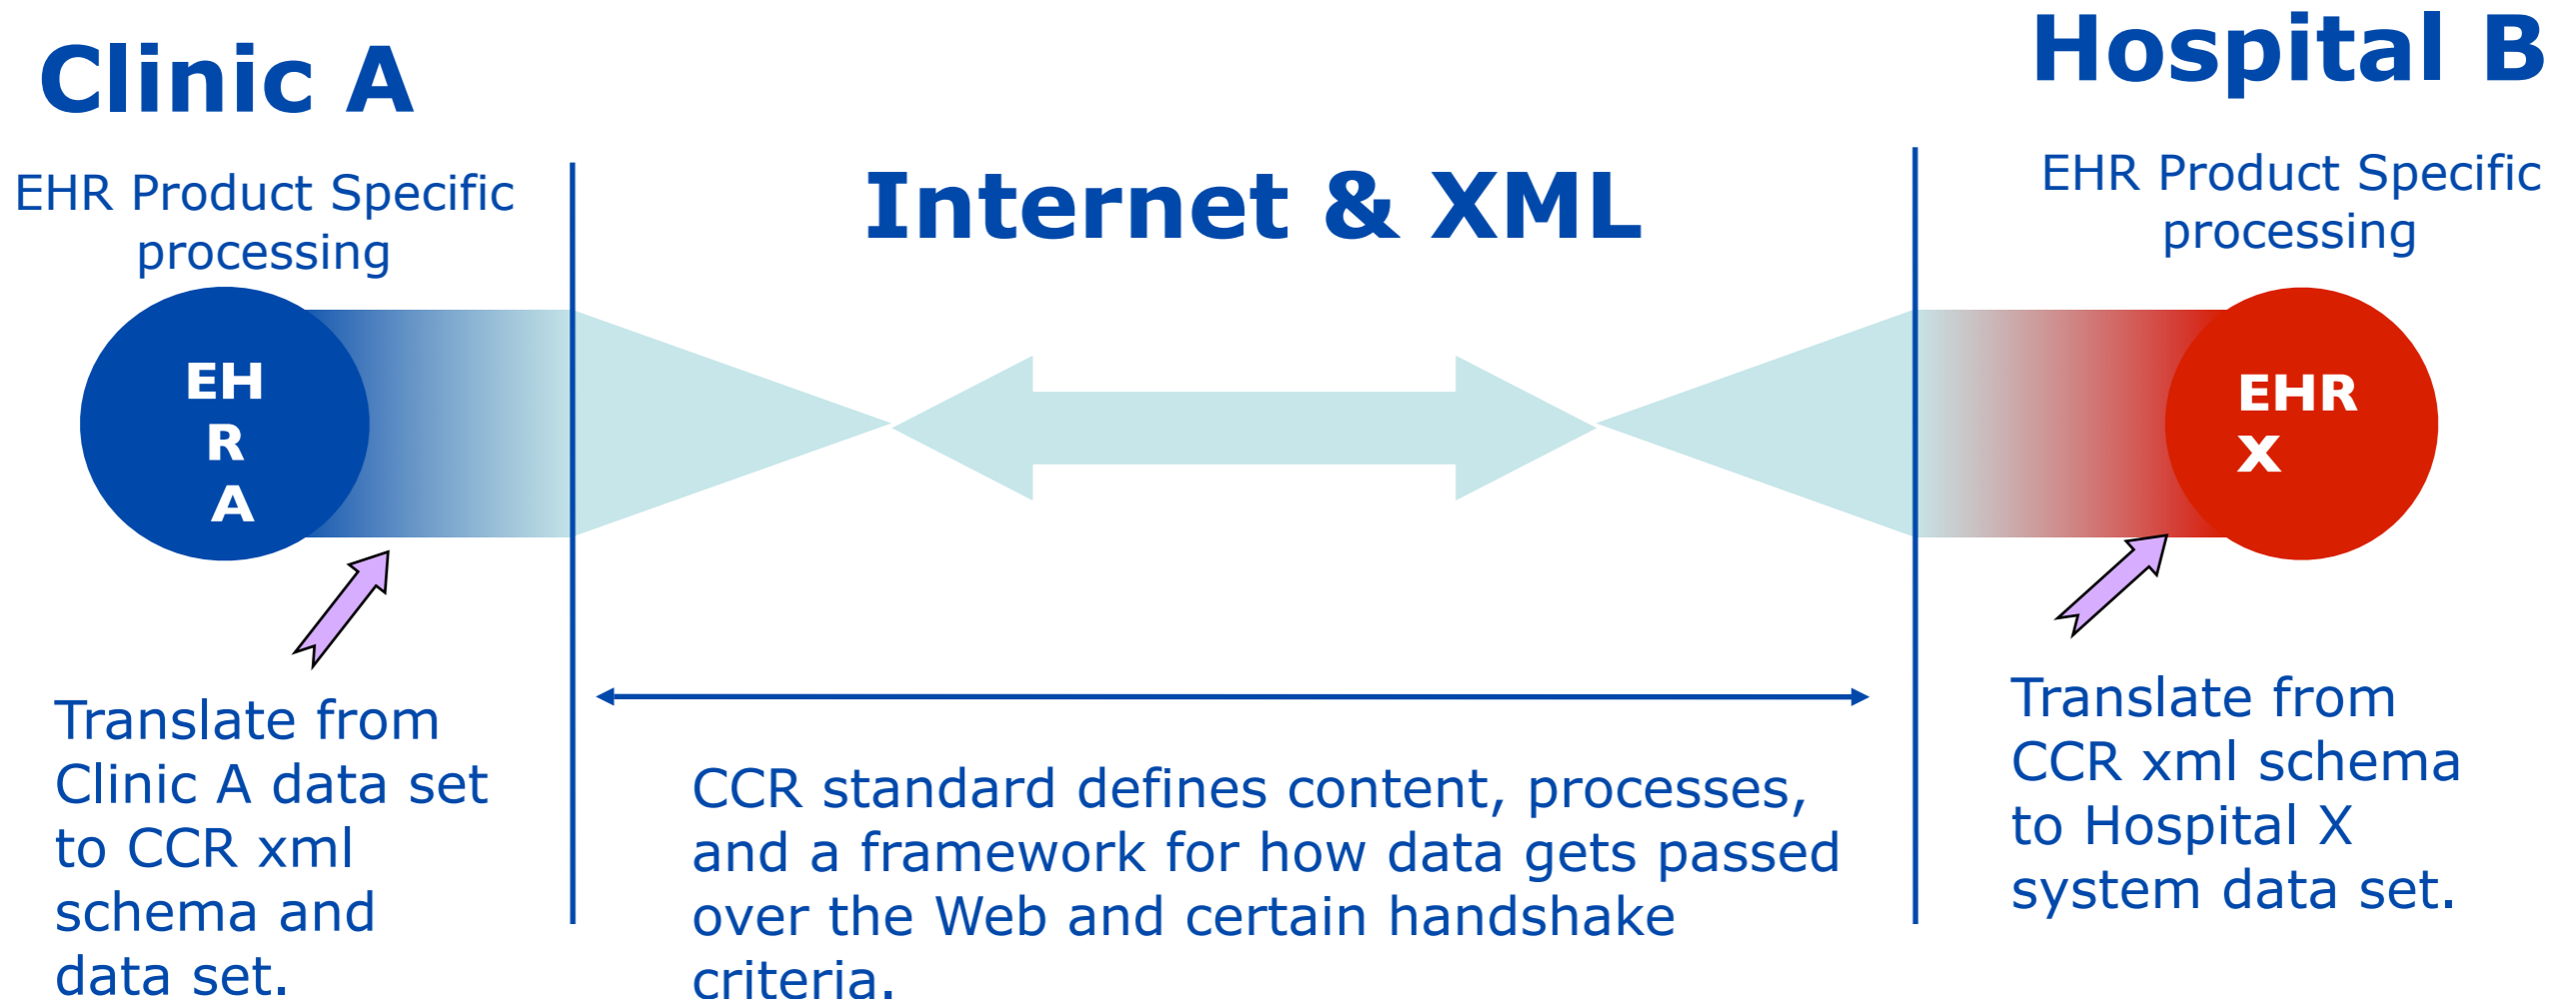 Clinic A
Hospital B
EHR Product Specific
processing
Internet & XML
EHR Product Specific
processing
EH
R
A
EHR
X
Translate from
Clinic A data set
to CCR xml
schema and
data set.
CCR standard defines content, processes,
and a framework for how data gets passed
over the Web and certain handshake
criteria.
Translate from
CCR xml schema
to Hospital X
system data set.